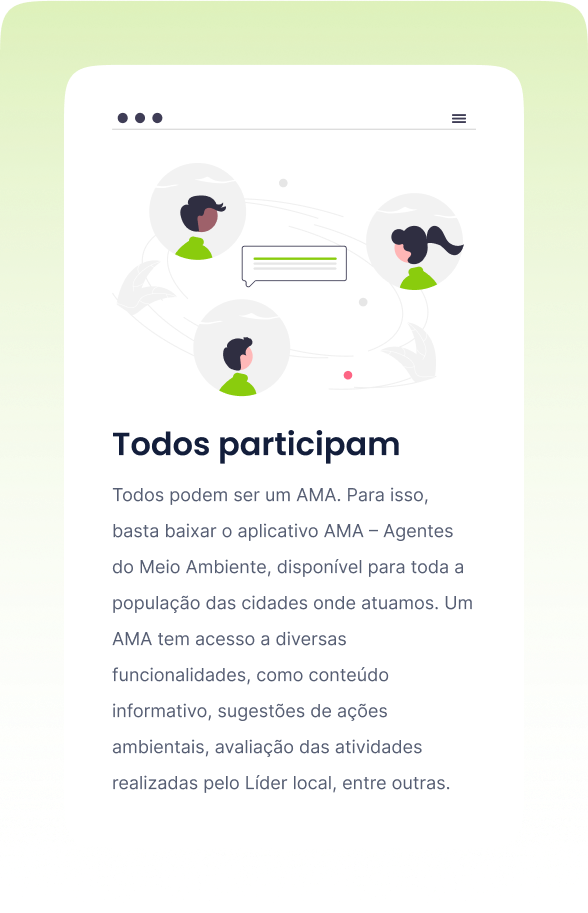 Todos participam
Todos podem ser um AMA. Para isso,
basta baixar o aplicativo AMA – Agentes
do Meio Ambiente, disponível para toda a
população das cidades onde atuamos. Um
AMA tem acesso a diversas
funcionalidades, como conteúdo
informativo, sugestões de ações
ambientais, avaliação das atividades
realizadas pelo Líder local, entre outras.